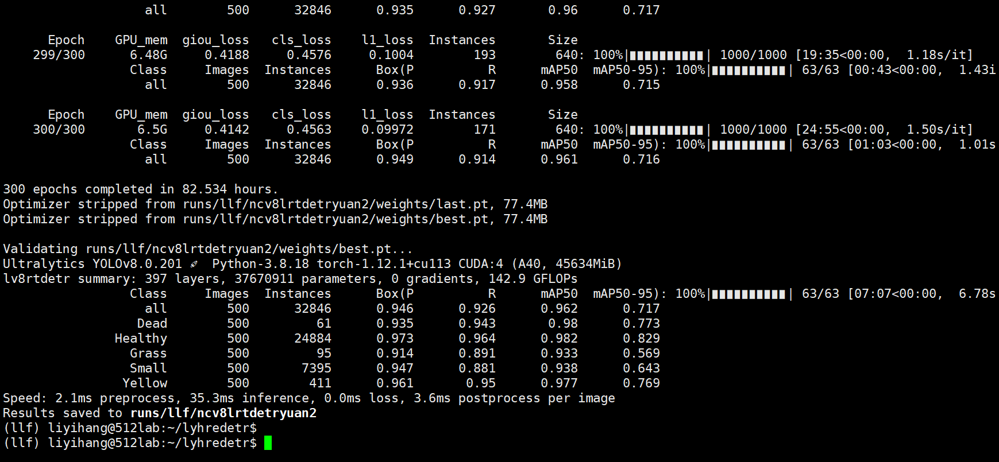 all 500 32846 0.935 0.927 0.96 0.717
Epoch GPU_mem giou_loss cls_loss l1_loss Instances Size
299/300 6.48G 0.4188 0.4576 0.1004 193 640: 100%|██████████| 1000/1000 [19:35<00:00, 1.18s/it]
Class Images Instances Box(P R mAP50 mAP50-95): 100%|██████████| 63/63 [00:43<00:00, 1.43i
all 500 32846 0.936 0.917 0.958 0.715
Epoch GPU_mem giou_loss cls_loss l1_loss Instances Size
300/300 6.5G 0.4142 0.4563 0.09972 171 640: 100%|██████████| 1000/1000 [24:55<00:00, 1.50s/it]
Class Images Instances Box(P R mAP50 mAP50-95): 100%|██████████| 63/63 [01:03<00:00, 1.01s
all 500 32846 0.949 0.914 0.961 0.716
300 epochs completed in 82.534 hours.
Optimizer stripped from runs/llf/ncv8lrtdetryuan2/weights/last.pt, 77.4MB
Optimizer stripped from runs/llf/ncv8lrtdetryuan2/weights/best.pt, 77.4MB
Validating runs/llf/ncv8lrtdetryuan2/weights/best.pt...
Ultralytics YOLOv8.0.201 🚀 Python-3.8.18 torch-1.12.1+cu113 CUDA:4 (A40, 45634MiB)
lv8rtdetr summary: 397 layers, 37670911 parameters, 0 gradients, 142.9 GFLOPs
Class Images Instances Box(P R mAP50 mAP50-95): 100%|██████████| 63/63 [07:07<00:00, 6.78s
all 500 32846 0.946 0.926 0.962 0.717
Dead 500 61 0.935 0.943 0.98 0.773
Healthy 500 24884 0.973 0.964 0.982 0.829
Grass 500 95 0.914 0.891 0.933 0.569
Small 500 7395 0.947 0.881 0.938 0.643
Yellow 500 411 0.961 0.95 0.977 0.769
Speed: 2.1ms preprocess, 35.3ms inference, 0.0ms loss, 3.6ms postprocess per image
Results saved to runs/llf/ncv8lrtdetryuan2
(llf) liyihang@512lab:~/lyhredetr$
(llf) liyihang@512lab:~/lyhredetr$